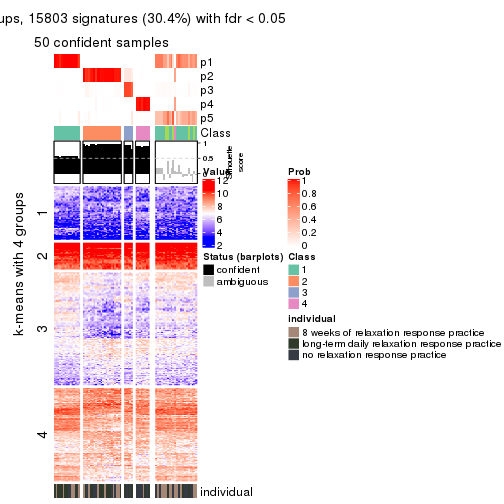 ups, 15803 signatures (30.4%) with fdr < 0.05
50 confident samples
p1
p2
p3
p4
p5
Class
1
0.5
0
silhouette
score
k-means with 4 groups
1
2
3
4
individual
Value
12
10
8
6
4
2
Prob
1
0.8
0.6
0.4
0.2
0
Status (barplots)
confident
ambiguous
Class
1
2
3
4
individual
8 weeks of relaxation response practice
long-term daily relaxation response practice
no relaxation response practice